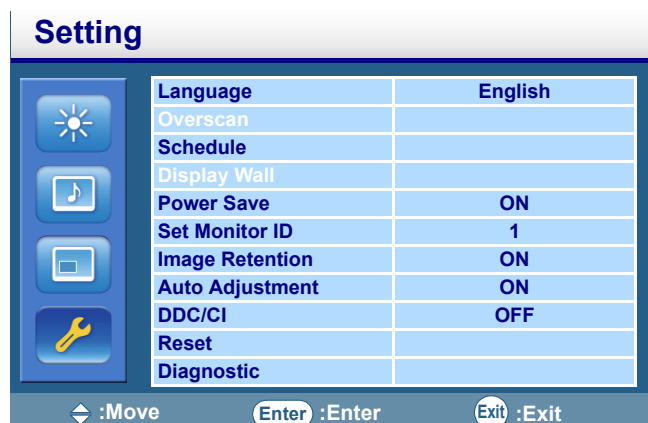 Setting
Language English
Overscan
Schedule
Display Wall
Power Save ON
Set Monitor ID 1
Image Retention ON
Auto Adjustment ON
DDC/CI OFF
Reset
Diagnostic
:Move Enter :Enter Exit :Exit